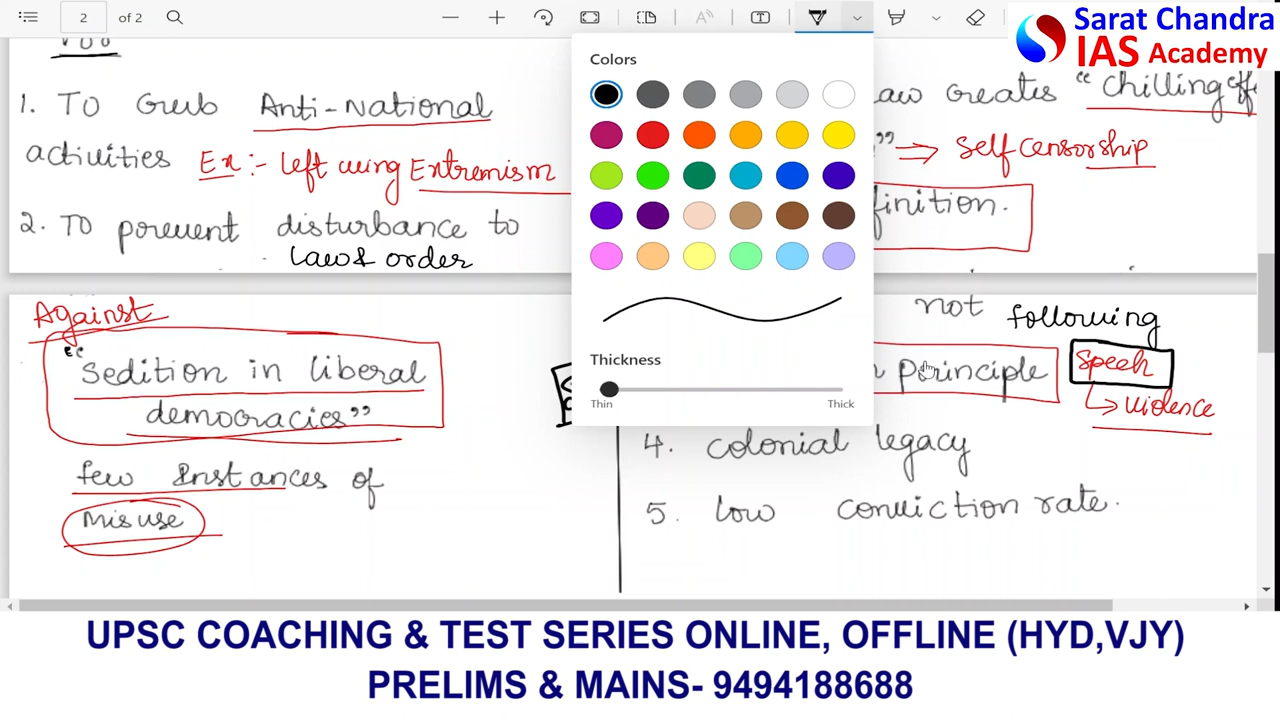 2 of 2
Sarat Chandra
IAS Academy
Colors
1. To curb Anti-National
activities Ex :- left wing Extremism
2. To prevent disturbance to
law & order
law creates "chilling eff
" ⇒ self censorship
finition.
Against
"sedition in liberal
democracies"
few Instances of
misuse
not following
principle speeh
↳ violence
Thickness
Thin Thick
4. colonial legacy
5. low conviction rate.
UPSC COACHING & TEST SERIES ONLINE, OFFLINE (HYD,VJY)
PRELIMS & MAINS- 9494188688